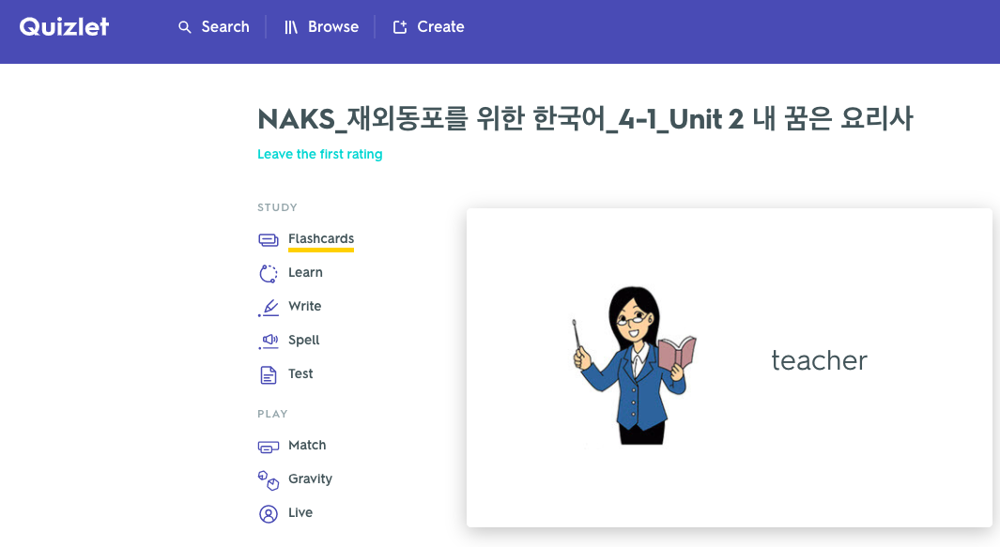 Quizlet
Search
Browse
Create
NAKS_재외동포를 위한 한국어_4-1_Unit 2 내 꿈은 요리사
Leave the first rating
STUDY
Flashcards
Learn
Write
Spell
Test
PLAY
Match
Gravity
Live
teacher